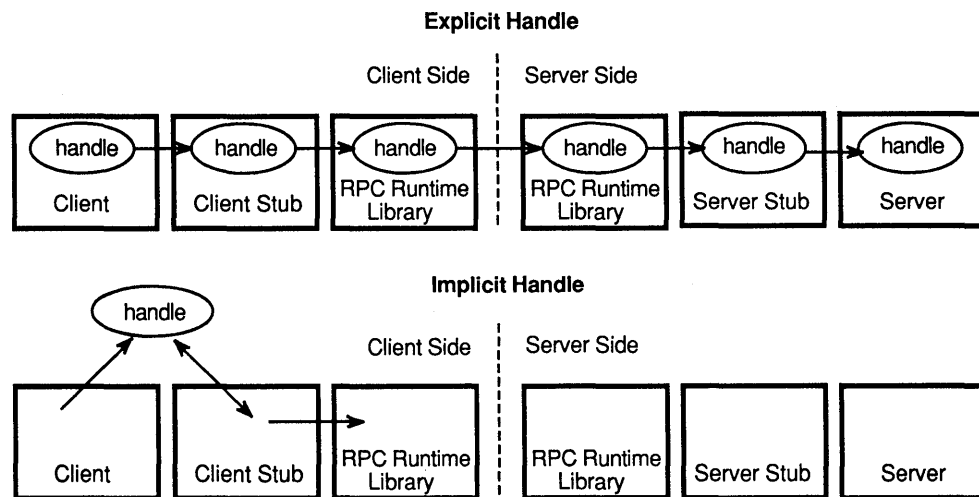 Explicit Handle
Client Side
Server Side
handle
handle
handle
handle
handle
handle
Client
Client Stub
RPC Runtime
Library
RPC Runtime
Library
Server Stub
Server
Implicit Handle
handle
Client Side
Server Side
Client
Client Stub
RPC Runtime
Library
RPC Runtime
Library
Server Stub
Server